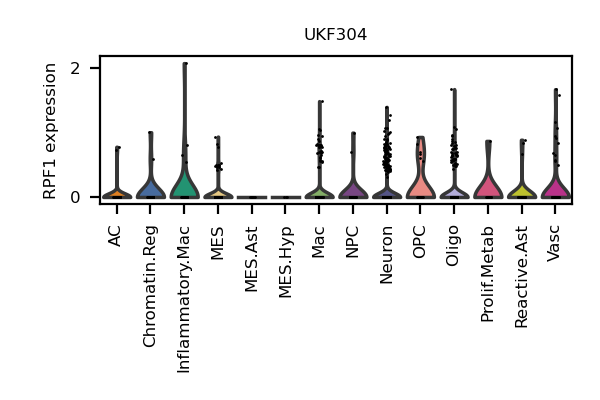 UKF304
RPF1 expression
2
0
AC
Chromatin.Reg
Inflammatory.Mac
MES
MES.Ast
MES.Hyp
Mac
NPC
Neuron
OPC
Oligo
Prolif.Metab
Reactive.Ast
Vasc